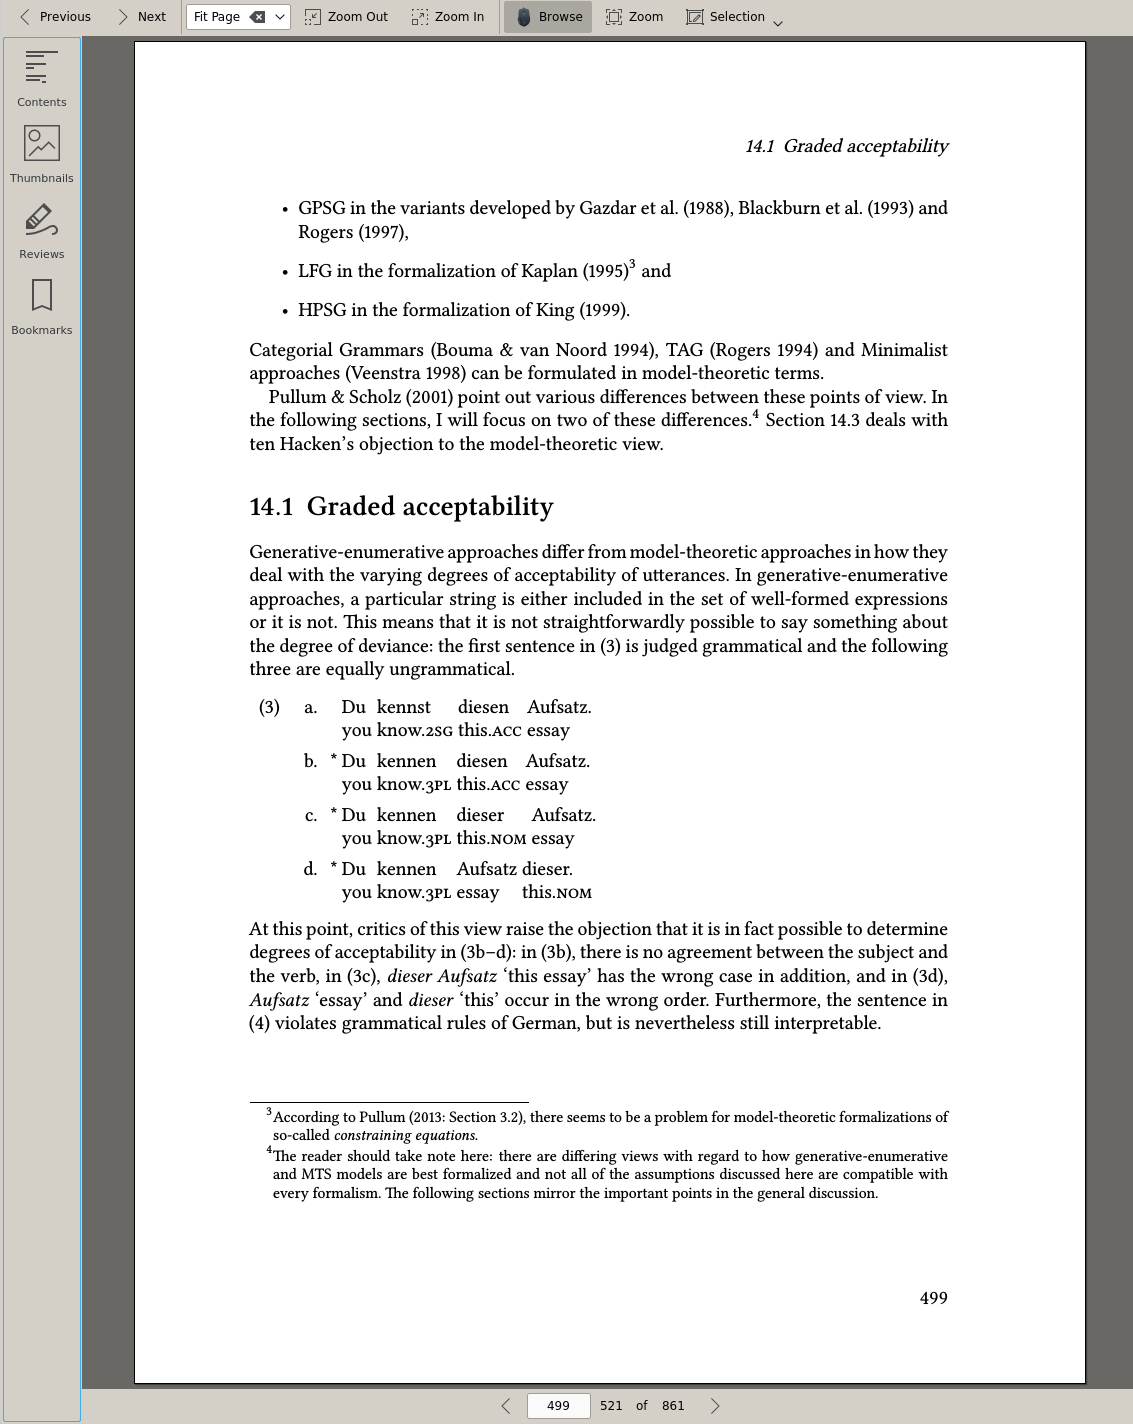 Previous Next Fit Page Zoom Out Zoom In Browse Zoom Selection
Contents
Thumbnails
Reviews
Bookmarks
14.1 Graded acceptability
• GPSG in the variants developed by Gazdar et al. (1988), Blackburn et al. (1993) and
Rogers (1997),
• LFG in the formalization of Kaplan (1995)3 and
• HPSG in the formalization of King (1999).
Categorial Grammars (Bouma & van Noord 1994), TAG (Rogers 1994) and Minimalist
approaches (Veenstra 1998) can be formulated in model-theoretic terms.
Pullum & Scholz (2001) point out various differences between these points of view. In
the following sections, I will focus on two of these differences.4 Section 14.3 deals with
ten Hacken's objection to the model-theoretic view.
14.1 Graded acceptability
Generative-enumerative approaches differ from model-theoretic approaches in how they
deal with the varying degrees of acceptability of utterances. In generative-enumerative
approaches, a particular string is either included in the set of well-formed expressions
or it is not. This means that it is not straightforwardly possible to say something about
the degree of deviance: the first sentence in (3) is judged grammatical and the following
three are equally ungrammatical.
(3) a. Du kennst diesen Aufsatz.
you know.2SG this.ACC essay
b. * Du kennen diesen Aufsatz.
you know.3PL this.ACC essay
c. * Du kennen dieser Aufsatz.
you know.3PL this.NOM essay
d. * Du kennen Aufsatz dieser.
you know.3PL essay this.NOM
At this point, critics of this view raise the objection that it is in fact possible to determine
degrees of acceptability in (3b–d): in (3b), there is no agreement between the subject and
the verb, in (3c), dieser Aufsatz ‘this essay’ has the wrong case in addition, and in (3d),
Aufsatz ‘essay’ and dieser ‘this’ occur in the wrong order. Furthermore, the sentence in
(4) violates grammatical rules of German, but is nevertheless still interpretable.
3According to Pullum (2013: Section 3.2), there seems to be a problem for model-theoretic formalizations of
so-called constraining equations.
4The reader should take note here: there are differing views with regard to how generative-enumerative
and MTS models are best formalized and not all of the assumptions discussed here are compatible with
every formalism. The following sections mirror the important points in the general discussion.
499
499 521 of 861